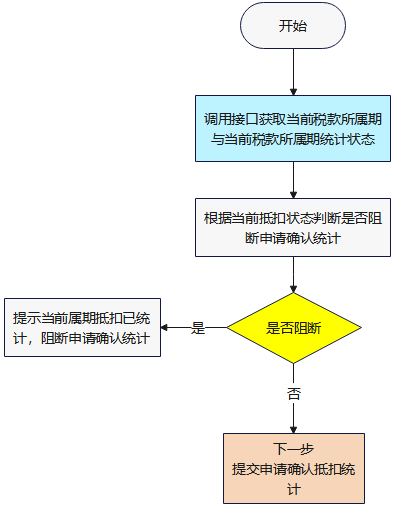 开始
调用接口获取当前税款所属期
与当前税款所属期统计状态
根据当前抵扣状态判断是否阻
断申请确认统计
是否阻断
是
提示当前属期抵扣已统
计，阻断申请确认统计
否
下一步
提交申请确认抵扣统
计